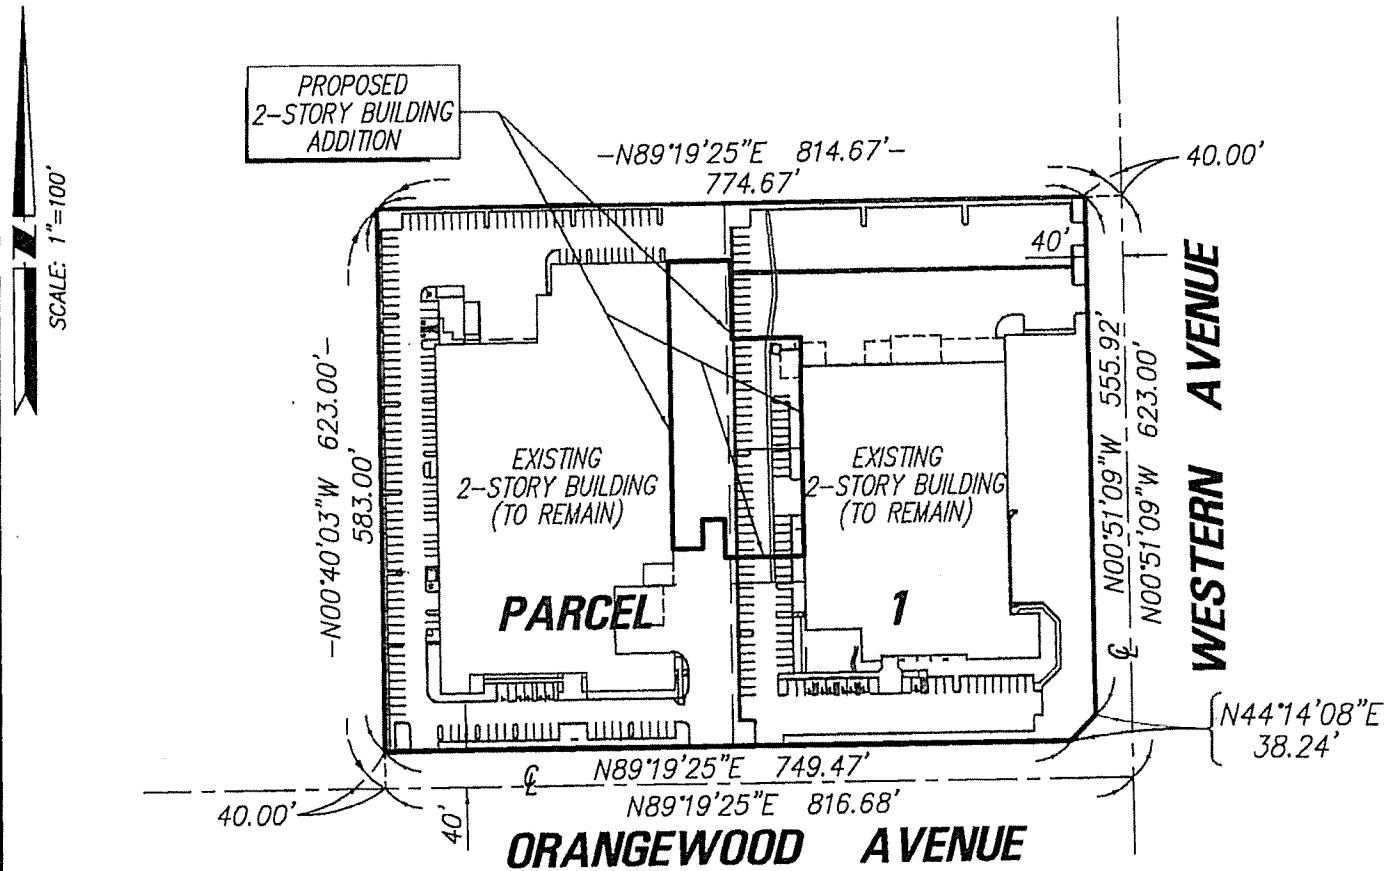 PROPOSED
2-STORY BUILDING
ADDITION
-N89°19'25"E 814.67'-
774.67'
40.00'
SCALE: 1"=100'
40'
-N00°40'03"W 623.00'-
583.00'
EXISTING
2-STORY BUILDING
(TO REMAIN)
EXISTING
2-STORY BUILDING
(TO REMAIN)
N00°51'09"W 555.92'
N00°51'09"W 623.00'
WESTERN AVENUE
PARCEL 1
℄
N44°14'08"E
38.24'
℄ N89°19'25"E 749.47'
N89°19'25"E 816.68'
40.00'
40'
ORANGEWOOD AVENUE